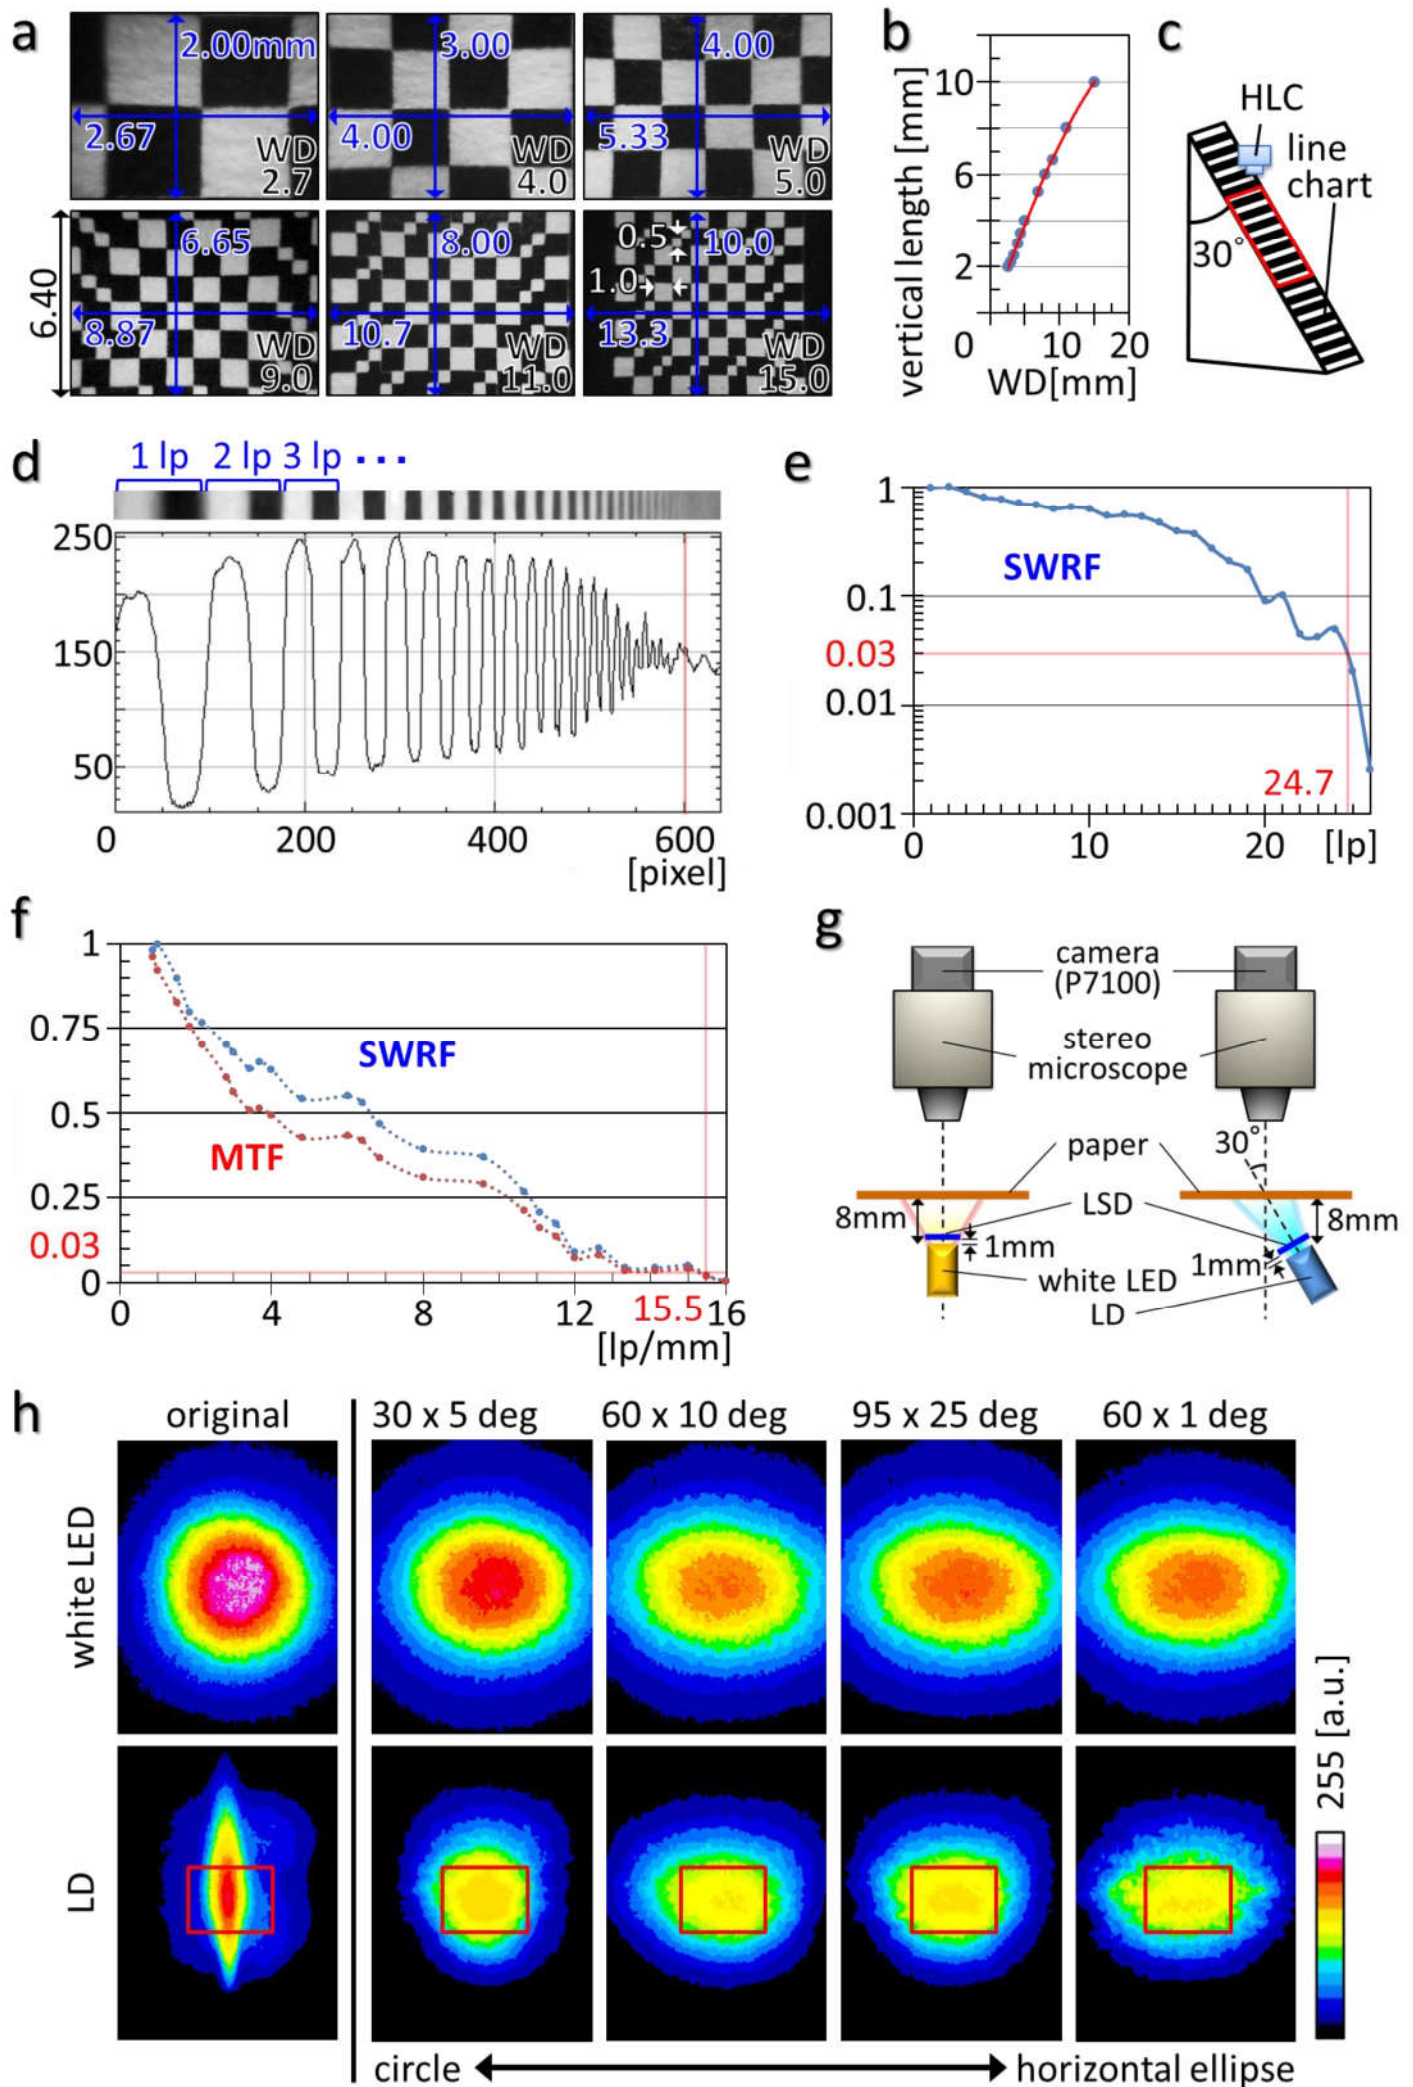 a
2.00mm
2.67
WD
2.7
3.00
4.00
WD
4.0
4.00
5.33
WD
5.0
6.40
6.65
8.87
WD
9.0
8.00
10.7
WD
11.0
0.5
1.0
10.0
13.3
WD
15.0
b
vertical length [mm]
10
6
2
0
10
20
WD[mm]
c
HLC
line
chart
30°
d
1 lp
2 lp
3 lp
...
250
150
50
0
200
400
600
[pixel]
e
1
0.1
0.03
0.01
0.001
SWRF
24.7
0
10
20
[lp]
f
1
0.75
0.5
0.25
0.03
0
SWRF
MTF
0
4
8
12
15.5
16
[lp/mm]
g
camera
(P7100)
stereo
microscope
30°
paper
8mm
LSD
8mm
1mm
1mm
white LED
LD
h
original
30 x 5 deg
60 x 10 deg
95 x 25 deg
60 x 1 deg
white LED
LD
255 [a.u.]
circle
horizontal ellipse